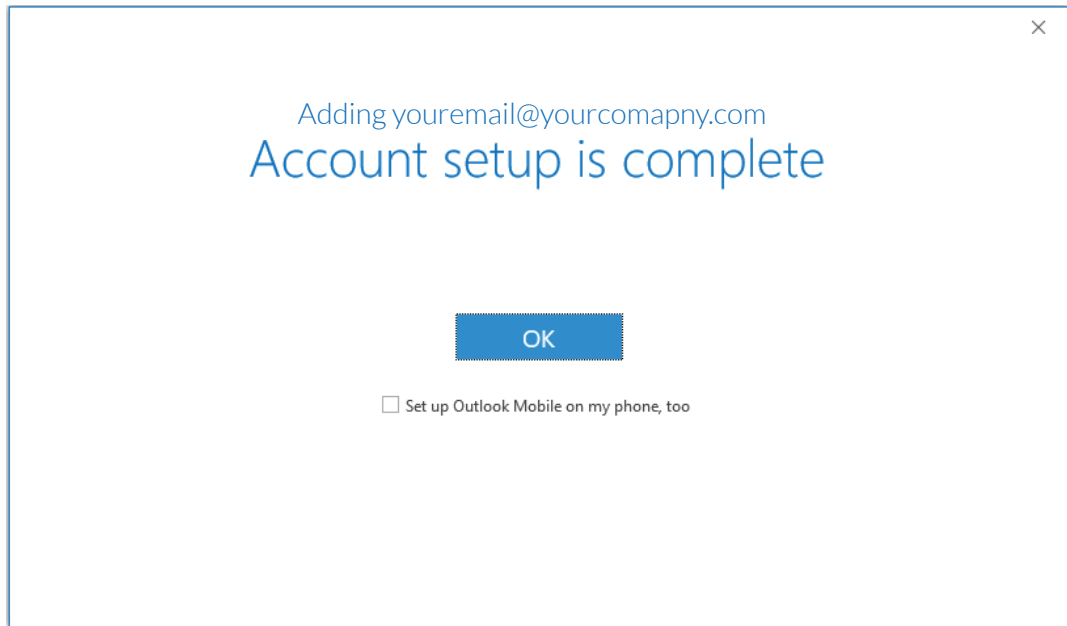 Adding youremail@yourcomapny.com
Account setup is complete
OK
Set up Outlook Mobile on my phone, too